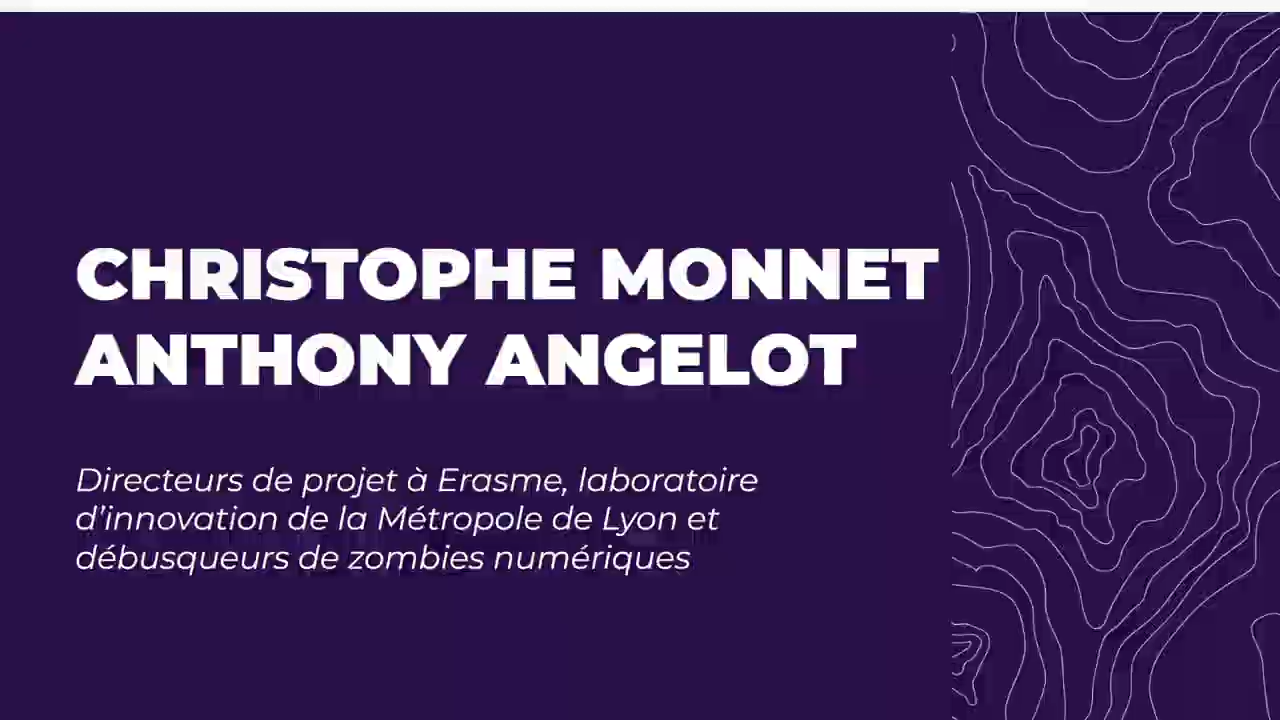 CHRISTOPHE MONNET
ANTHONY ANGELOT
Directeurs de projet à Erasme, laboratoire
d’innovation de la Métropole de Lyon et
débusqueurs de zombies numériques